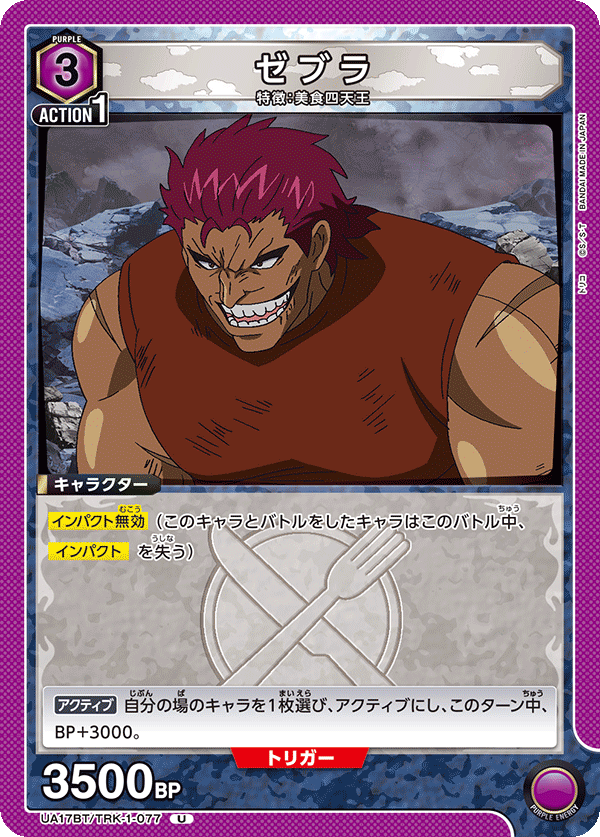 PURPLE
3
ACTION 1
ゼブラ
特徴:美食四天王
BANDAI MADE IN JAPAN
©S/S･T
トリコ
キャラクター
インパクト無効（このキャラとバトルをしたキャラはこのバトル中、
インパクト を失う）
アクティブ 自分の場のキャラを1枚選び、アクティブにし、このターン中、
BP+3000。
トリガー
3500BP
UA17BT/TRK-1-077 U
PURPLE ENERGY